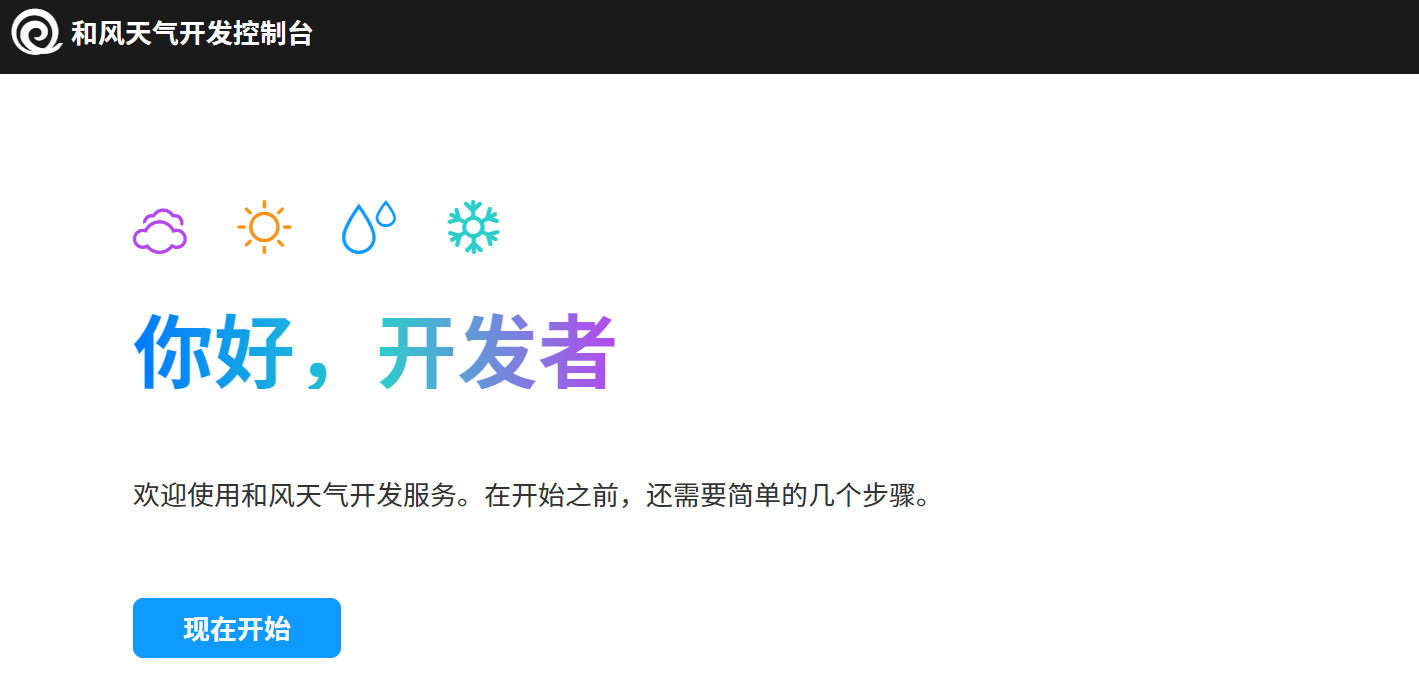 和风天气开发控制台
你好，开发者
欢迎使用和风天气开发服务。在开始之前，还需要简单的几个步骤。
现在开始